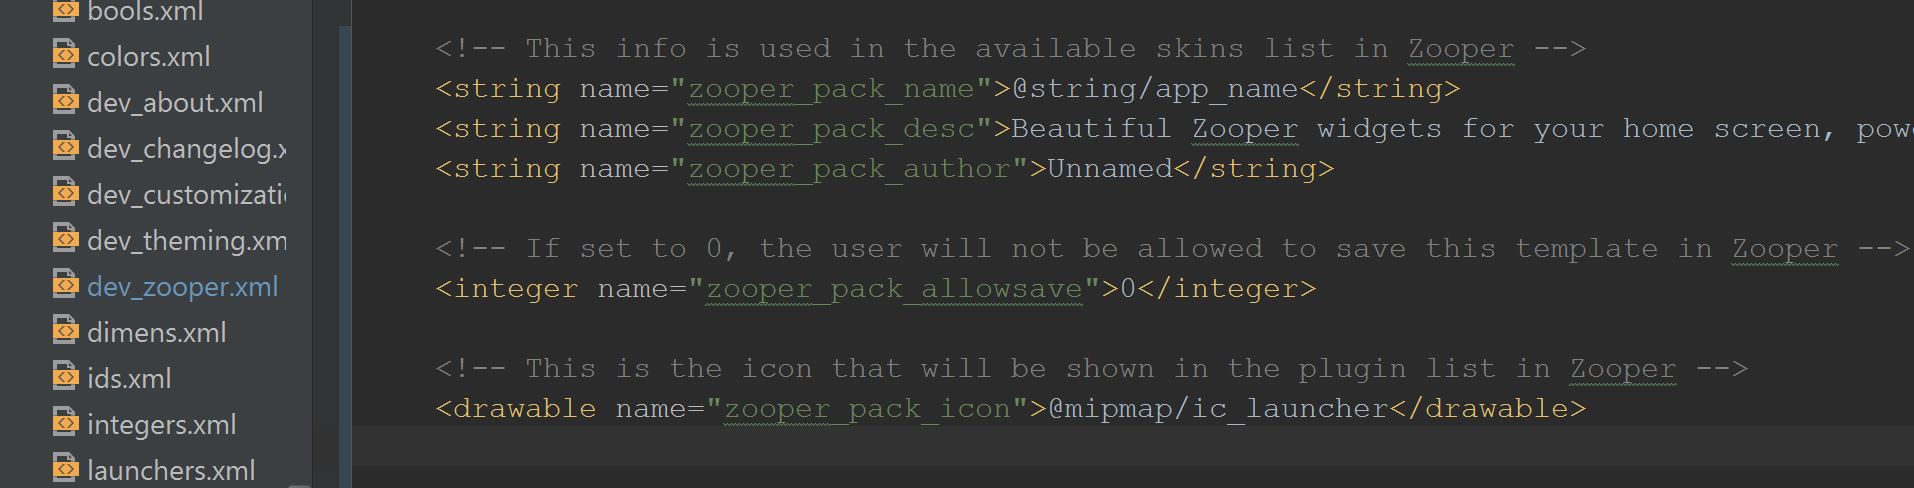 bools.xml
colors.xml
dev_about.xml
dev_changelog.x
dev_customizati
dev_theming.xm
dev_zooper.xml
dimens.xml
ids.xml
integers.xml
launchers.xml
<!-- This info is used in the available skins list in Zooper -->
<string name="zooper_pack_name">@string/app_name</string>
<string name="zooper_pack_desc">Beautiful Zooper widgets for your home screen, pow
<string name="zooper_pack_author">Unnamed</string>
<!-- If set to 0, the user will not be allowed to save this template in Zooper -->
<integer name="zooper_pack_allowsave">0</integer>
<!-- This is the icon that will be shown in the plugin list in Zooper -->
<drawable name="zooper_pack_icon">@mipmap/ic_launcher</drawable>